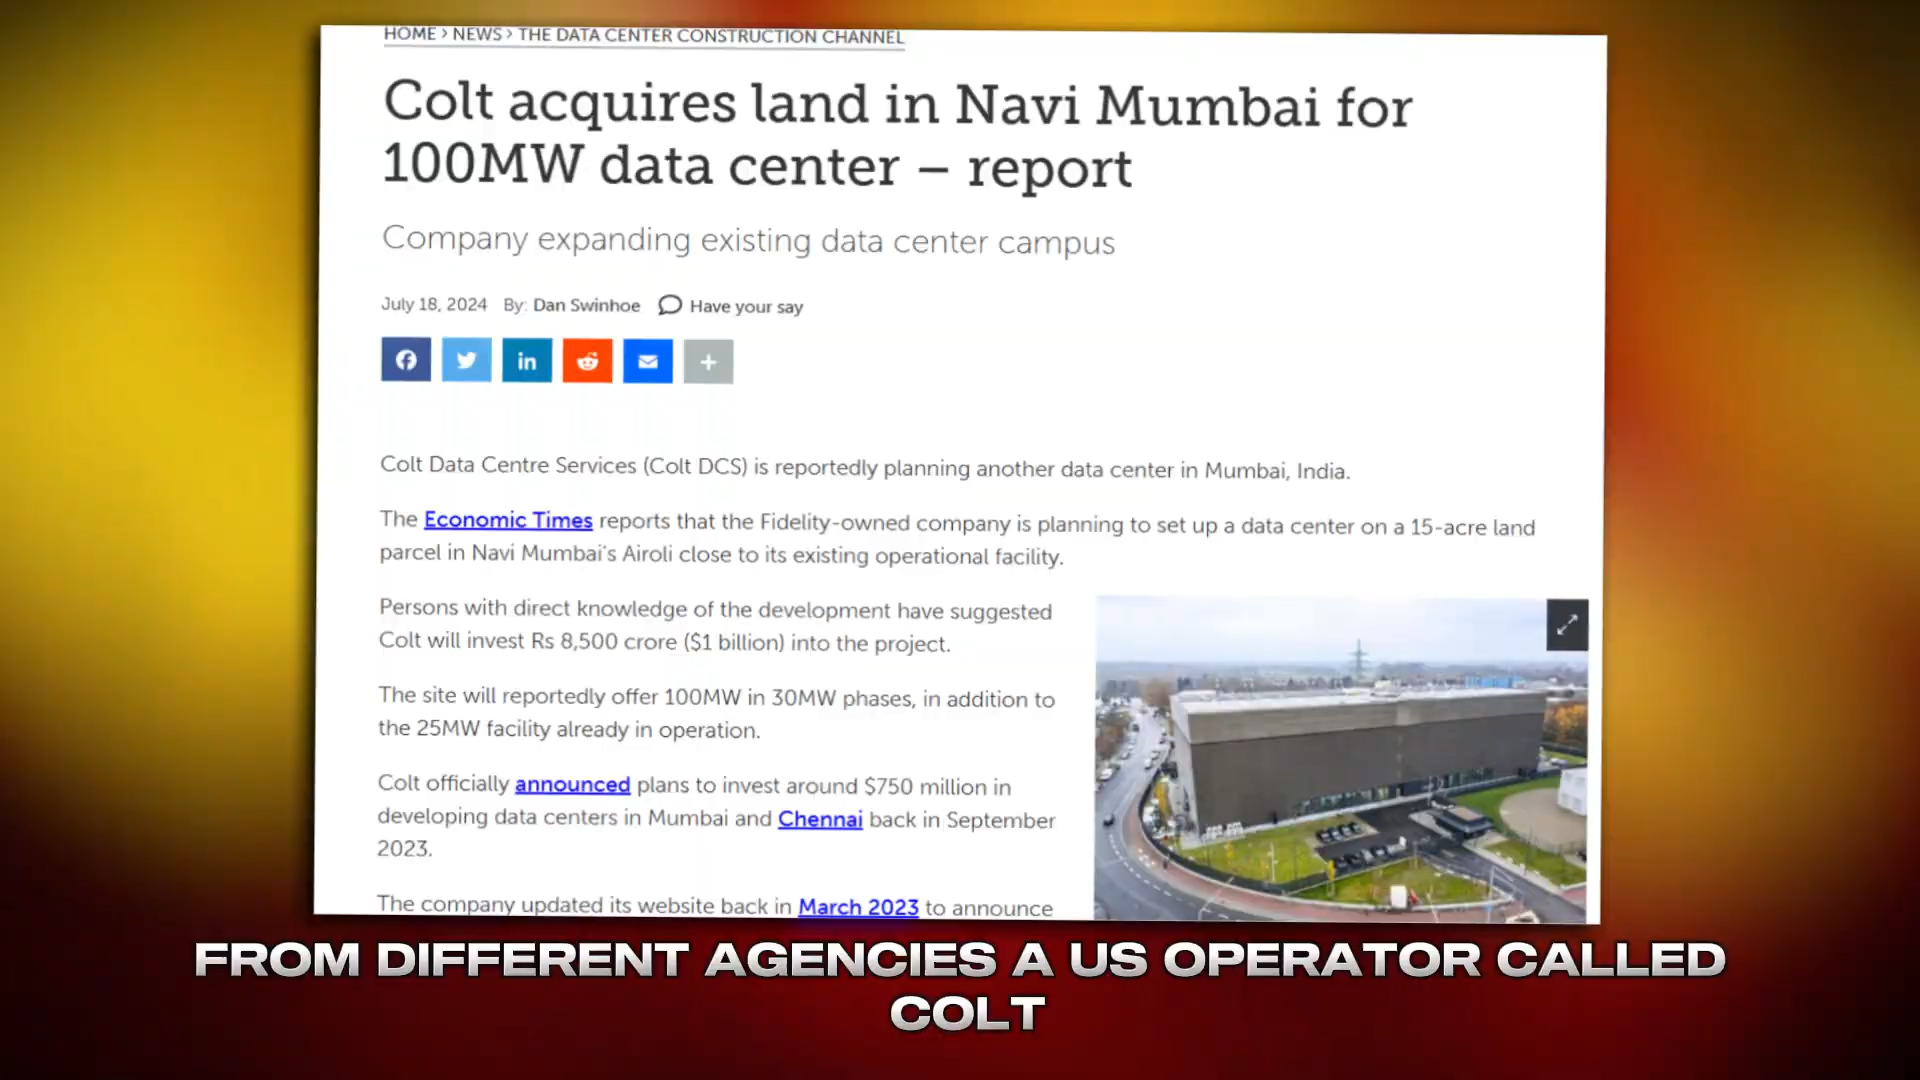 HOME › NEWS › THE DATA CENTER CONSTRUCTION CHANNEL
Colt acquires land in Navi Mumbai for
100MW data center – report
Company expanding existing data center campus
July 18, 2024 By: Dan Swinhoe Have your say
Colt Data Centre Services (Colt DCS) is reportedly planning another data center in Mumbai, India.
The Economic Times reports that the Fidelity-owned company is planning to set up a data center on a 15-acre land
parcel in Navi Mumbai's Airoli close to its existing operational facility.
Persons with direct knowledge of the development have suggested
Colt will invest Rs 8,500 crore ($1 billion) into the project.
The site will reportedly offer 100MW in 30MW phases, in addition to
the 25MW facility already in operation.
Colt officially announced plans to invest around $750 million in
developing data centers in Mumbai and Chennai back in September
2023.
The company updated its website back in March 2023 to announce
FROM DIFFERENT AGENCIES A US OPERATOR CALLED
COLT